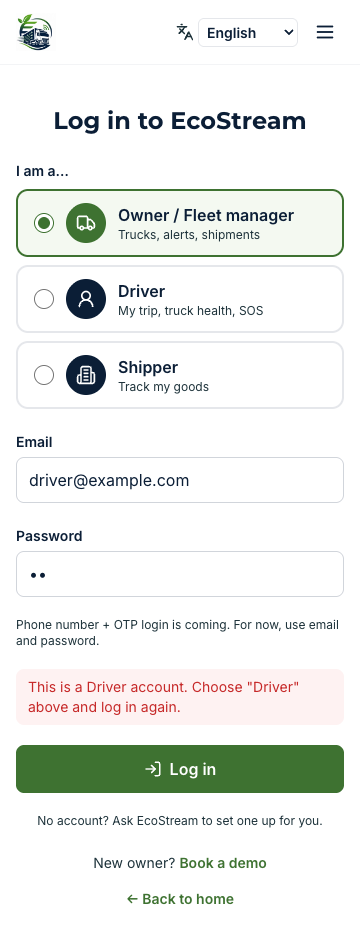 English
Log in to EcoStream
I am a...
Owner / Fleet manager
Trucks, alerts, shipments
Driver
My trip, truck health, SOS
Shipper
Track my goods
Email
driver@example.com
Password
••
Phone number + OTP login is coming. For now, use email
and password.
This is a Driver account. Choose "Driver"
above and log in again.
Log in
No account? Ask EcoStream to set one up for you.
New owner? Book a demo
← Back to home